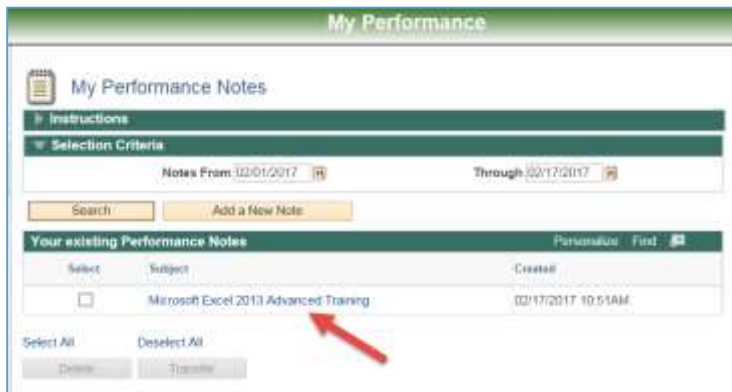 My Performance
My Performance Notes
Instructions
Selection Criteria
Notes From 02/01/2017 Through 02/17/2017
Search Add a New Note
Your existing Performance Notes Personalize Find
Select Subject Created
Microsoft Excel 2013 Advanced Training 02/17/2017 10:51AM
Select All Deselect All
Delete Transfer